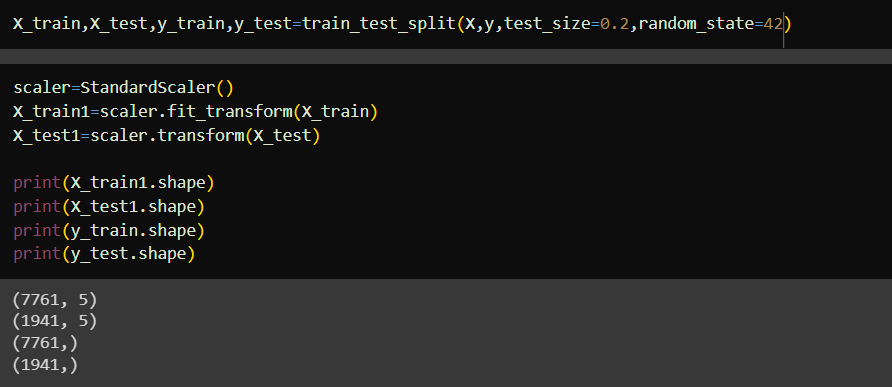 X_train,X_test,y_train,y_test=train_test_split(X,y,test_size=0.2,random_state=42)
scaler=StandardScaler()
X_train1=scaler.fit_transform(X_train)
X_test1=scaler.transform(X_test)
print(X_train1.shape)
print(X_test1.shape)
print(y_train.shape)
print(y_test.shape)
(7761, 5)
(1941, 5)
(7761,)
(1941,)